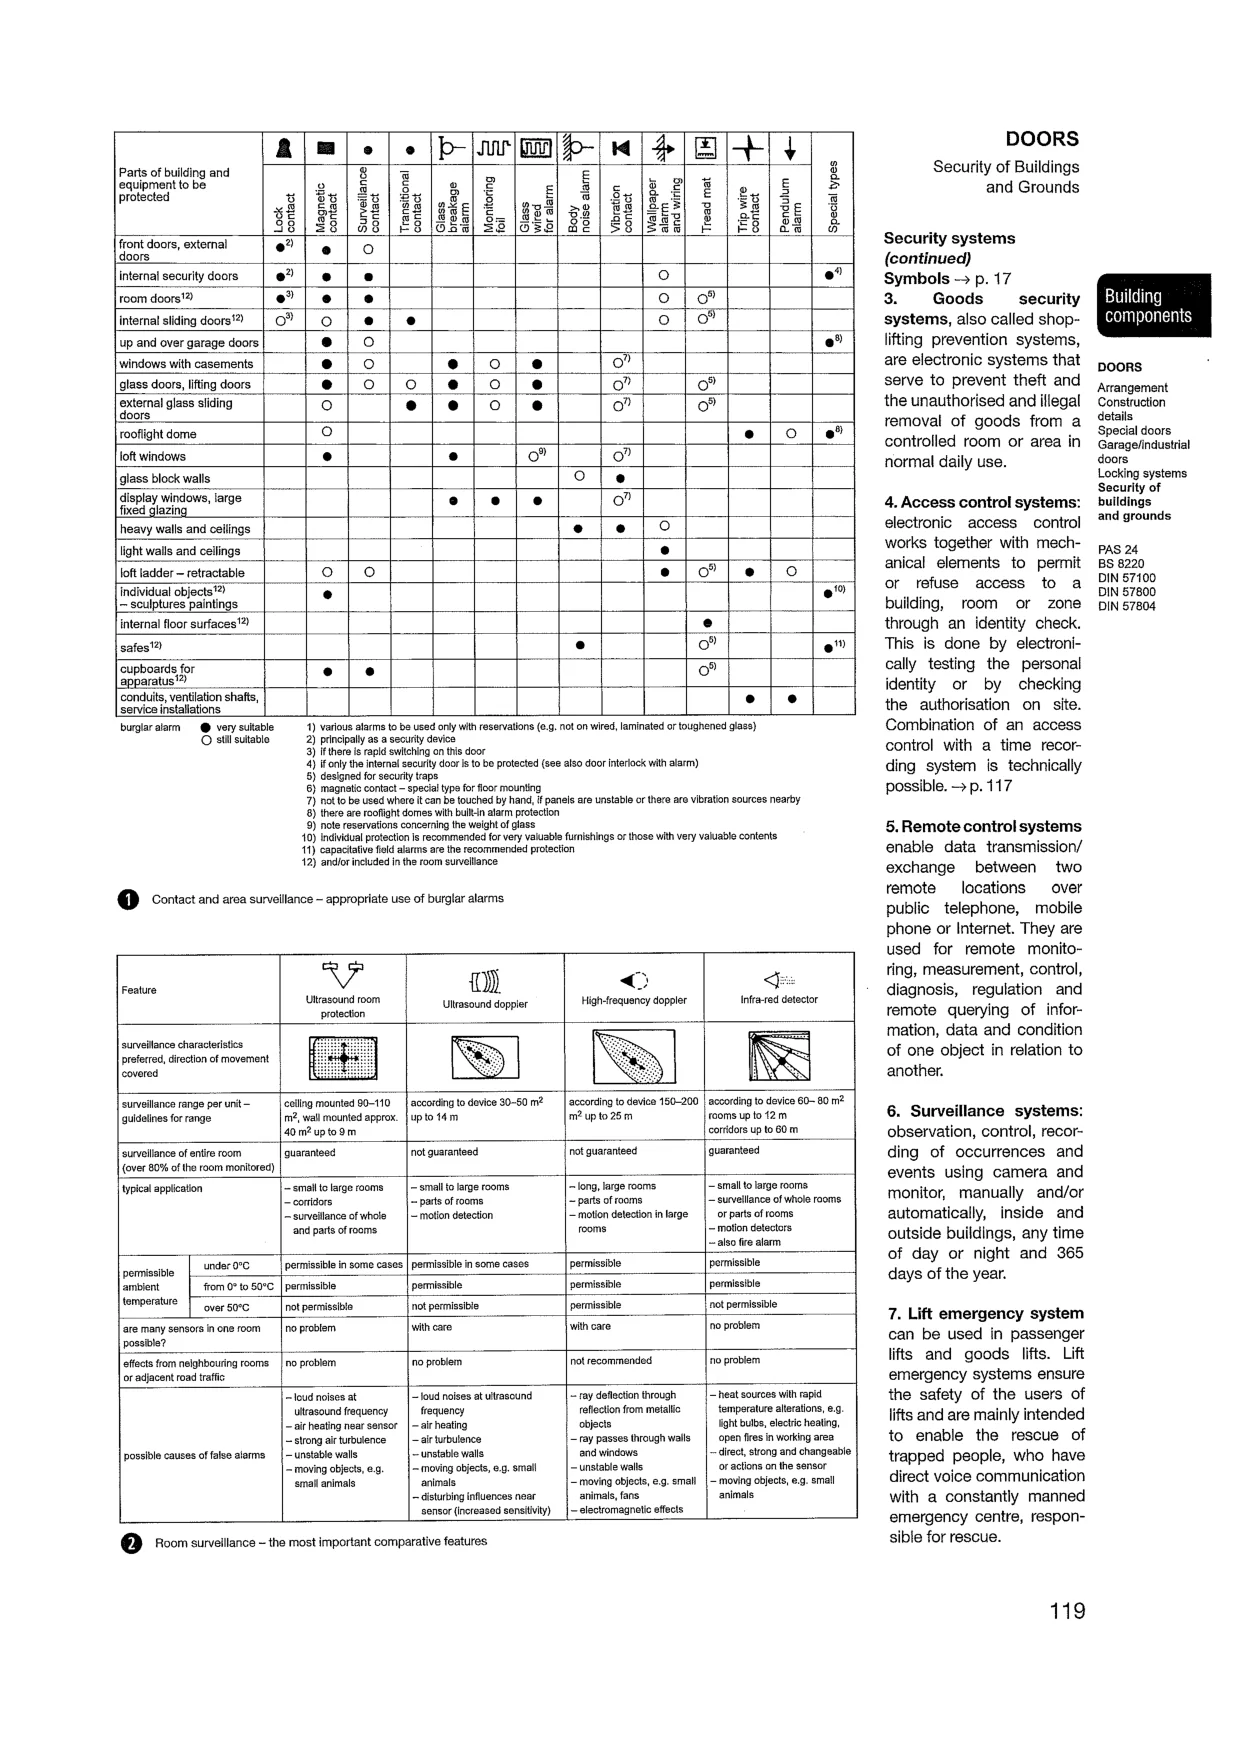 DOORS
Security of Buildings
and Grounds
Parts of building and
equipment to be
protected
Lock
contact
Magnetic
contact
Surveillance
contact
Transitional
contact
Glass
breakage
alarm
Monitoring
foil
Glass
wired
for alarm
Body
noise alarm
Vibration
contact
Wallpaper
alarm
and wiring
Tread mat
Trip wire
contact
Pendulum
alarm
Special types
front doors, external
doors ●2) ● ○
internal security doors ●2) ● ● ○ ●4)
room doors12) ●3) ● ● ○ ○5)
internal sliding doors12) ○3) ○ ● ● ○ ○5)
up and over garage doors ● ○ ●8)
windows with casements ● ○ ● ○ ● ○7)
glass doors, lifting doors ● ○ ○ ● ○ ● ○7) ○5)
external glass sliding
doors ○ ● ● ○ ● ○7) ○5)
rooflight dome ○ ● ○ ●8)
loft windows ● ● ○9) ○7)
glass block walls ○ ●
display windows, large
fixed glazing ● ● ● ○7)
heavy walls and ceilings ● ● ○
light walls and ceilings ●
loft ladder – retractable ○ ○ ● ○5) ● ○
individual objects12)
– sculptures paintings ● ●10)
internal floor surfaces12) ●
safes12) ● ○5) ●11)
cupboards for
apparatus12) ● ● ○5)
conduits, ventilation shafts,
service installations ● ●
burglar alarm ● very suitable
○ still suitable
1) various alarms to be used only with reservations (e.g. not on wired, laminated or toughened glass)
2) principally as a security device
3) if there is rapid switching on this door
4) if only the internal security door is to be protected (see also door interlock with alarm)
5) designed for security traps
6) magnetic contact – special type for floor mounting
7) not to be used where it can be touched by hand, if panels are unstable or there are vibration sources nearby
8) there are rooflight domes with built-in alarm protection
9) note reservations concerning the weight of glass
10) individual protection is recommended for very valuable furnishings or those with very valuable contents
11) capacitative field alarms are the recommended protection
12) and/or included in the room surveillance
1 Contact and area surveillance – appropriate use of burglar alarms
Feature
Ultrasound room
protection
Ultrasound doppler
High-frequency doppler
Infra-red detector
surveillance characteristics
preferred, direction of movement
covered
surveillance range per unit –
guidelines for range
ceiling mounted 90–110
m2, wall mounted approx.
40 m2 up to 9 m
according to device 30–50 m2
up to 14 m
according to device 150–200
m2 up to 25 m
according to device 60– 80 m2
rooms up to 12 m
corridors up to 60 m
surveillance of entire room
(over 80% of the room monitored)
guaranteed
not guaranteed
not guaranteed
guaranteed
typical application
– small to large rooms
– corridors
– surveillance of whole
and parts of rooms
– small to large rooms
– parts of rooms
– motion detection
– long, large rooms
– parts of rooms
– motion detection in large
rooms
– small to large rooms
– surveillance of whole rooms
or parts of rooms
– motion detectors
– also fire alarm
permissible
ambient
temperature
under 0°C
permissible in some cases
permissible in some cases
permissible
permissible
from 0° to 50°C
permissible
permissible
permissible
permissible
over 50°C
not permissible
not permissible
permissible
not permissible
are many sensors in one room
possible?
no problem
with care
with care
no problem
effects from neighbouring rooms
or adjacent road traffic
no problem
no problem
not recommended
no problem
possible causes of false alarms
– loud noises at
ultrasound frequency
– air heating near sensor
– strong air turbulence
– unstable walls
– moving objects, e.g.
small animals
– loud noises at ultrasound
frequency
– air heating
– air turbulence
– unstable walls
– moving objects, e.g. small
animals
– disturbing influences near
sensor (increased sensitivity)
– ray deflection through
reflection from metallic
objects
– ray passes through walls
and windows
– unstable walls
– moving objects, e.g. small
animals, fans
– electromagnetic effects
– heat sources with rapid
temperature alterations, e.g.
light bulbs, electric heating,
open fires in working area
– direct, strong and changeable
or actions on the sensor
– moving objects, e.g. small
animals
2 Room surveillance – the most important comparative features
Security systems
(continued)
Symbols → p. 17
3. Goods security
systems, also called shop-
lifting prevention systems,
are electronic systems that
serve to prevent theft and
the unauthorised and illegal
removal of goods from a
controlled room or area in
normal daily use.
4. Access control systems:
electronic access control
works together with mech-
anical elements to permit
or refuse access to a
building, room or zone
through an identity check.
This is done by electroni-
cally testing the personal
identity or by checking
the authorisation on site.
Combination of an access
control with a time recor-
ding system is technically
possible. → p. 117
5. Remote control systems
enable data transmission/
exchange between two
remote locations over
public telephone, mobile
phone or Internet. They are
used for remote monito-
ring, measurement, control,
diagnosis, regulation and
remote querying of infor-
mation, data and condition
of one object in relation to
another.
6. Surveillance systems:
observation, control, recor-
ding of occurrences and
events using camera and
monitor, manually and/or
automatically, inside and
outside buildings, any time
of day or night and 365
days of the year.
7. Lift emergency system
can be used in passenger
lifts and goods lifts. Lift
emergency systems ensure
the safety of the users of
lifts and are mainly intended
to enable the rescue of
trapped people, who have
direct voice communication
with a constantly manned
emergency centre, respon-
sible for rescue.
Building
components
DOORS
Arrangement
Construction
details
Special doors
Garage/industrial
doors
Locking systems
Security of
buildings
and grounds
PAS 24
BS 8220
DIN 57100
DIN 57800
DIN 57804
119